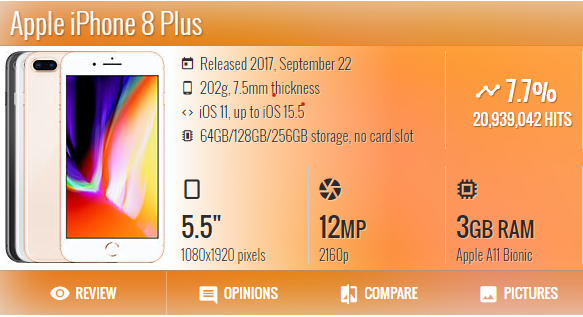 Apple iPhone 8 Plus
Released 2017, September 22
202g, 7.5mm thickness
iOS 11, up to iOS 15.5
64GB/128GB/256GB storage, no card slot
7.7%
20,939,042 HITS
5.5"
1080x1920 pixels
12MP
2160p
3GB RAM
Apple A11 Bionic
REVIEW
OPINIONS
COMPARE
PICTURES